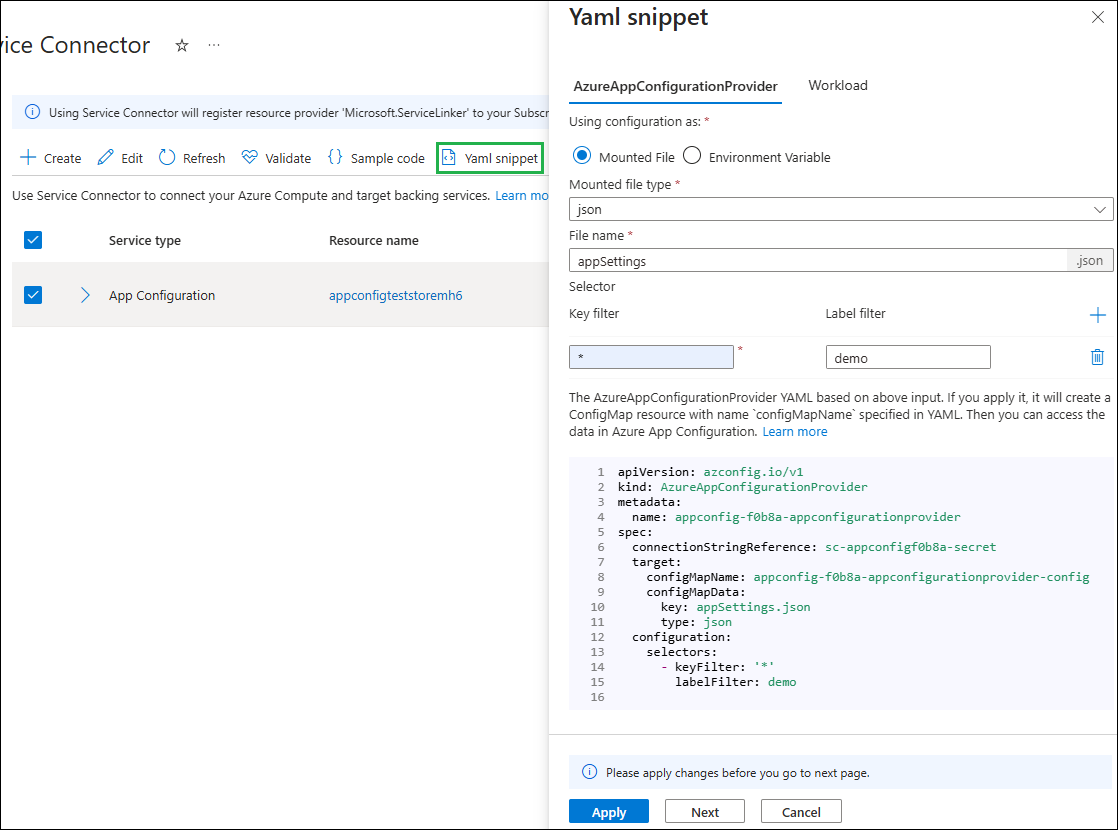 Yaml snippet
vice Connector
AzureAppConfigurationProvider Workload
Using Service Connector will register resource provider 'Microsoft.ServiceLinker' to your Subscr
Using configuration as: *
Create Edit Refresh Validate {} Sample code Yaml snippet
Mounted File Environment Variable
Use Service Connector to connect your Azure Compute and target backing services. Learn mo
Mounted file type *
json
Service type Resource name
File name *
appSettings .json
Selector
App Configuration appconfigteststoremh6
Key filter Label filter
* * demo
The AzureAppConfigurationProvider YAML based on above input. If you apply it, it will create a
ConfigMap resource with name `configMapName` specified in YAML. Then you can access the
data in Azure App Configuration. Learn more
1 apiVersion: azconfig.io/v1
2 kind: AzureAppConfigurationProvider
3 metadata:
4 name: appconfig-f0b8a-appconfigurationprovider
5 spec:
6 connectionStringReference: sc-appconfigf0b8a-secret
7 target:
8 configMapName: appconfig-f0b8a-appconfigurationprovider-config
9 configMapData:
10 key: appSettings.json
11 type: json
12 configuration:
13 selectors:
14 - keyFilter: '*'
15 labelFilter: demo
16
Please apply changes before you go to next page.
Apply Next Cancel